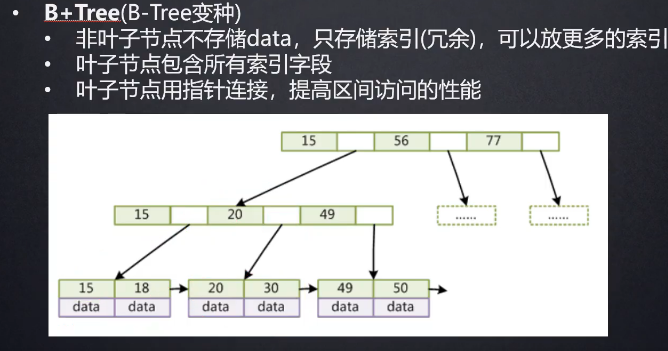 B+Tree(B-Tree变种)
非叶子节点不存储data，只存储索引(冗余)，可以放更多的索引
叶子节点包含所有索引字段
叶子节点用指针连接，提高区间访问的性能
15 56 77
15 20 49 …… ……
15 18 20 30 49 50
data data data data data data